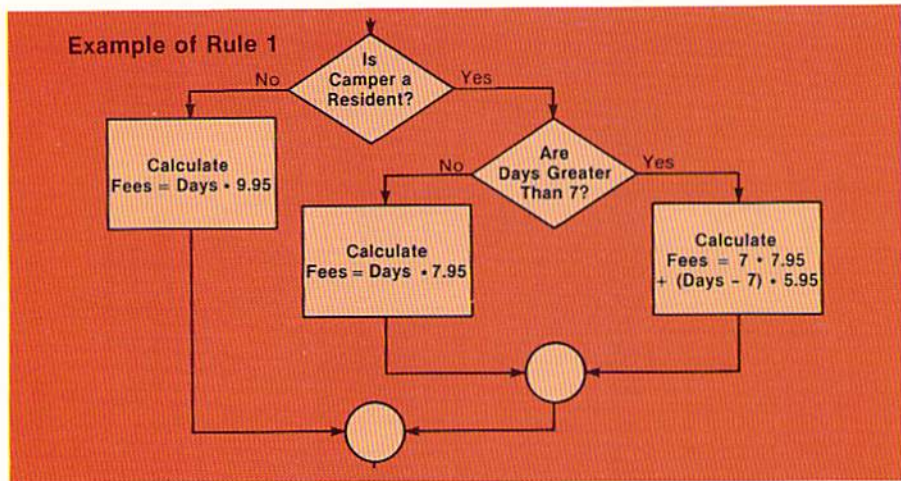 Example of Rule 1
Is
Camper a
Resident?
No
Yes
Calculate
Fees = Days • 9.95
Are
Days Greater
Than 7?
No
Yes
Calculate
Fees = Days • 7.95
Calculate
Fees = 7 • 7.95
+ (Days - 7) • 5.95